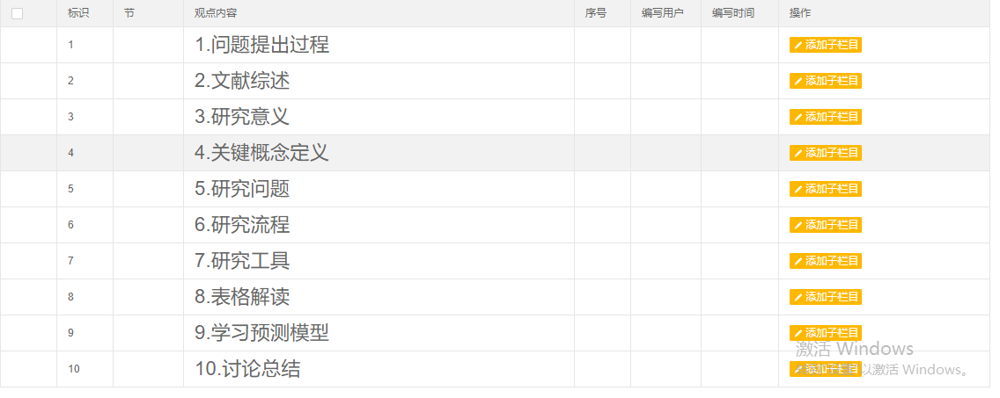 标识 节 观点内容 序号 编写用户 编写时间 操作
1 1.问题提出过程 添加子栏目
2 2.文献综述 添加子栏目
3 3.研究意义 添加子栏目
4 4.关键概念定义 添加子栏目
5 5.研究问题 添加子栏目
6 6.研究流程 添加子栏目
7 7.研究工具 添加子栏目
8 8.表格解读 添加子栏目
9 9.学习预测模型 添加子栏目
激活 Windows
10 10.讨论总结 添加子栏目
以激活 Windows。